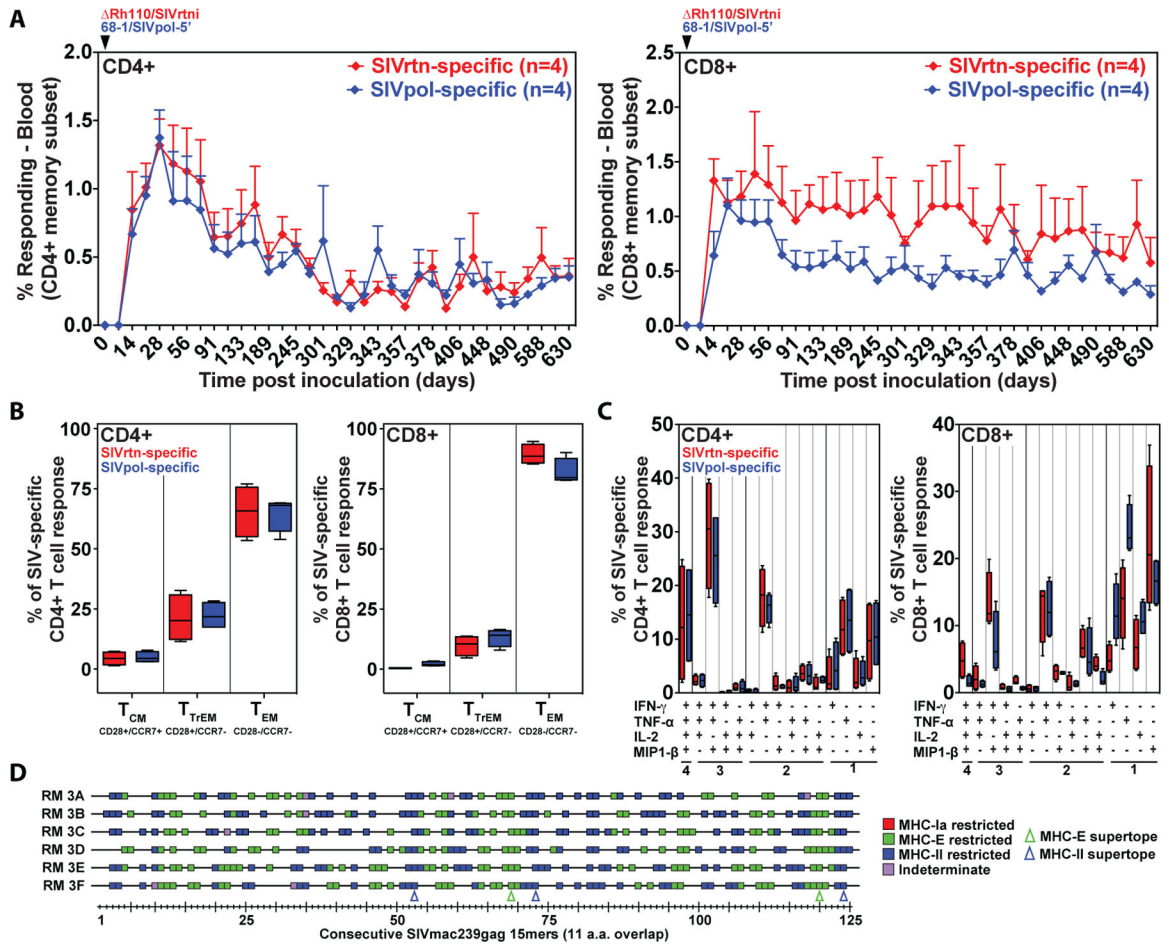 A
ΔRh110/SIVrtni
68-1/SIVpol-5'
CD4+
SIVrtn-specific (n=4)
SIVpol-specific (n=4)
% Responding - Blood
(CD4+ memory subset)
2.0
1.5
1.0
0.5
0.0
0 14 28 56 91 133 189 245 301 329 343 357 378 406 448 490 588 630
Time post inoculation (days)
ΔRh110/SIVrtni
68-1/SIVpol-5'
CD8+
SIVrtn-specific (n=4)
SIVpol-specific (n=4)
% Responding - Blood
(CD8+ memory subset)
2.5
2.0
1.5
1.0
0.5
0.0
0 14 28 56 91 133 189 245 301 329 343 357 378 406 448 490 588 630
Time post inoculation (days)
B
CD4+
SIVrtn-specific
SIVpol-specific
% of SIV-specific
CD4+ T cell response
100
75
50
25
0
TCM TTrEM TEM
CD28+/CCR7+ CD28+/CCR7- CD28-/CCR7-
CD8+
% of SIV-specific
CD8+ T cell response
100
75
50
25
0
TCM TTrEM TEM
CD28+/CCR7+ CD28+/CCR7- CD28-/CCR7-
C
CD4+
SIVrtn-specific
SIVpol-specific
% of SIV-specific
CD4+ T cell response
50
40
30
20
10
0
IFN-γ + + + + - + + + - - - + - - -
TNF-α + + + - + + - - + + - - + - -
IL-2 + + - + + - + - + - + - - + -
MIP1-β + - + + + - - + - + + - - - +
4 3 2 1
CD8+
% of SIV-specific
CD8+ T cell response
40
30
20
10
0
IFN-γ + + + + - + + + - - - + - - -
TNF-α + + + - + + - - + + - - + - -
IL-2 + + - + + - + - + - + - - + -
MIP1-β + - + + + - - + - + + - - - +
4 3 2 1
D
RM 3A
RM 3B
RM 3C
RM 3D
RM 3E
RM 3F
1 25 50 75 100 125
Consecutive SIVmac239gag 15mers (11 a.a. overlap)
MHC-Ia restricted
MHC-E restricted
MHC-II restricted
Indeterminate
MHC-E supertope
MHC-II supertope